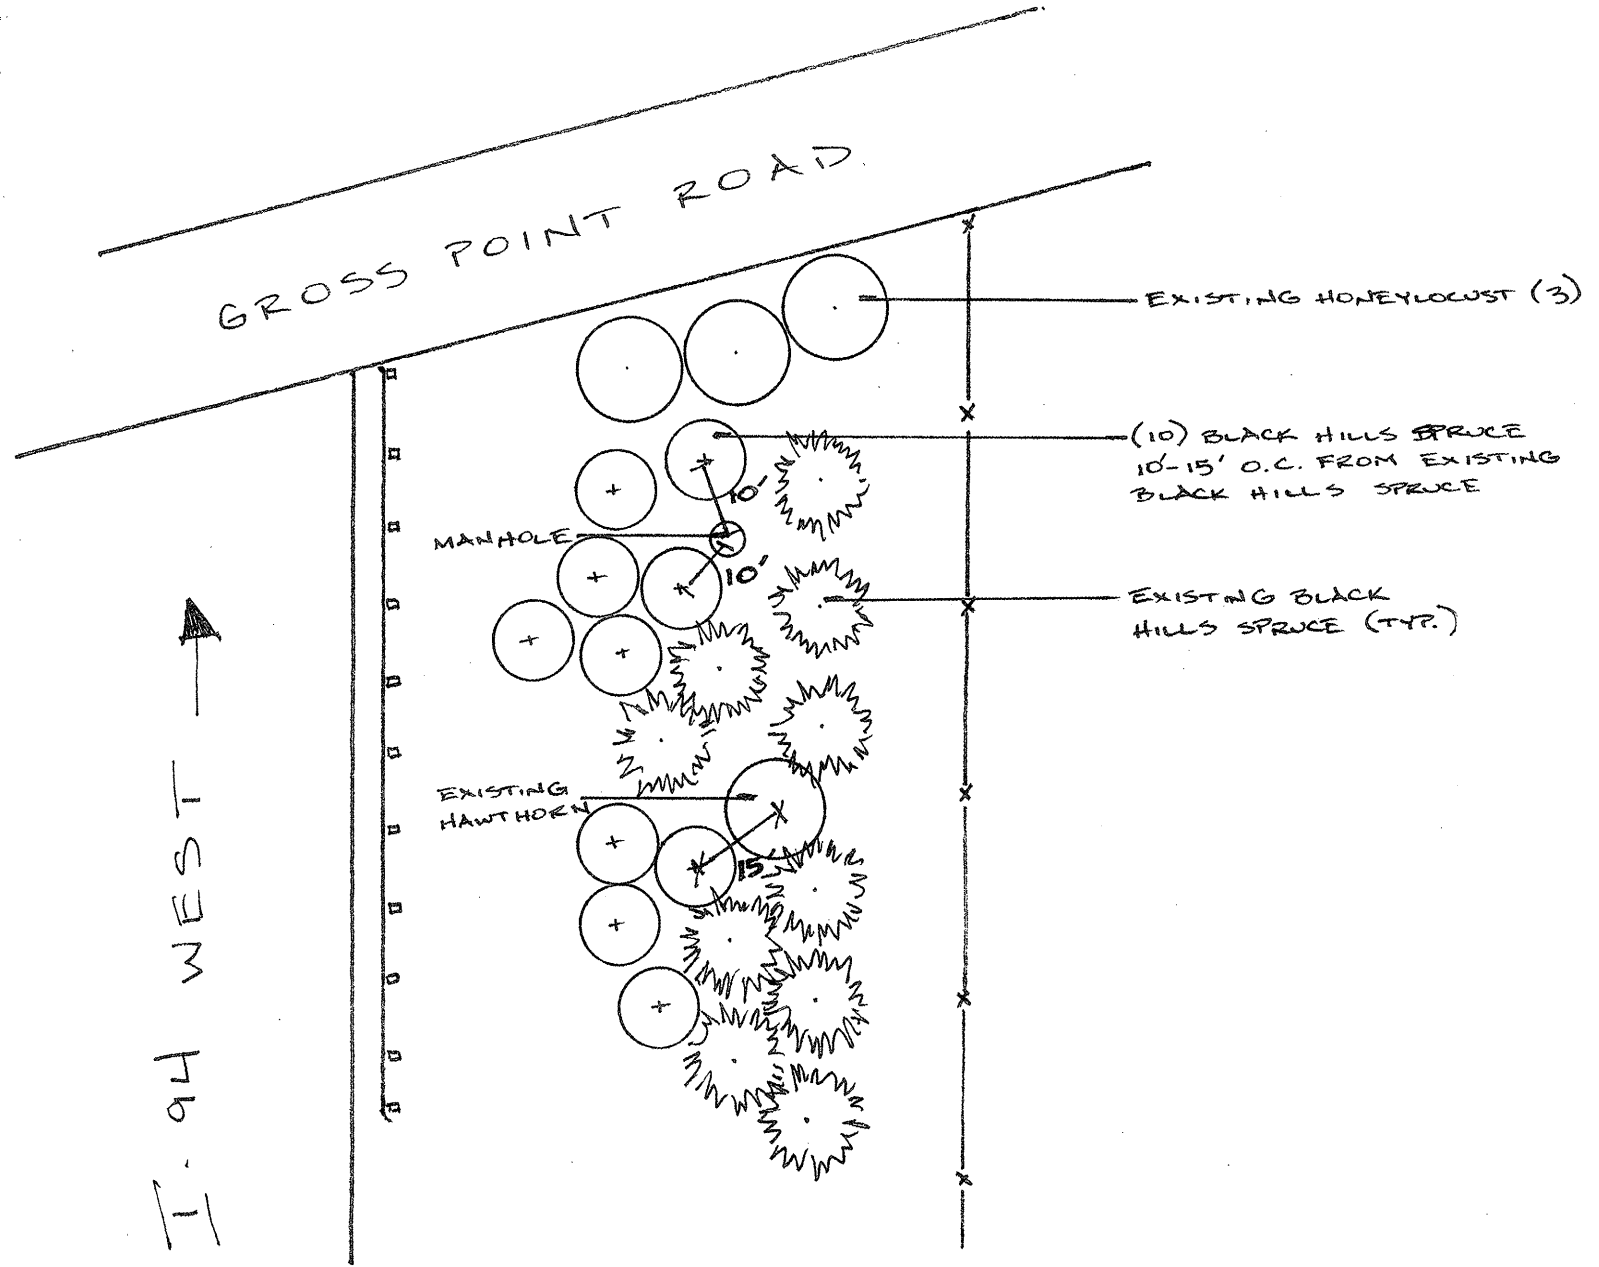 GROSS POINT ROAD
EXISTING HONEYLOCUST (3)
(10) BLACK HILLS SPRUCE
10'-15' O.C. FROM EXISTING
BLACK HILLS SPRUCE
10'
MANHOLE
10'
EXISTING BLACK
HILLS SPRUCE (TYP.)
EXISTING
HAWTHORN
15'
I.94 WEST